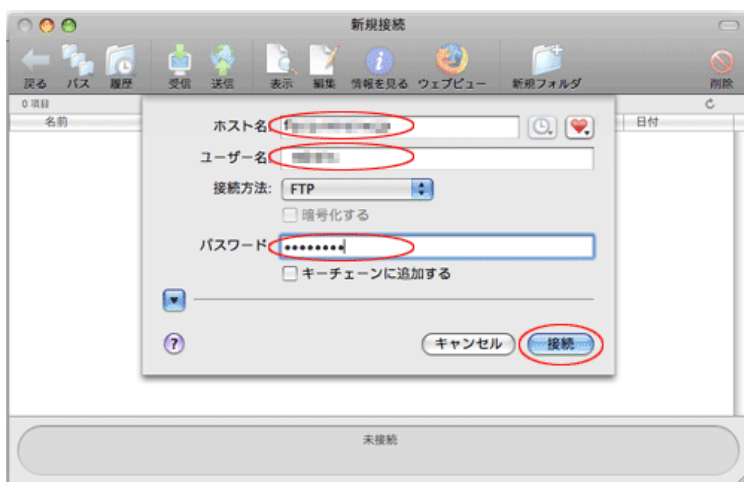 新規接続
戻る パス 履歴 受信 送信 表示 編集 情報を見る ウェブビュー 新規フォルダ 削除
0 項目
名前 日付
ホスト名:
ユーザー名:
接続方法: FTP
暗号化する
パスワード: ••••••••
キーチェーンに追加する
? キャンセル 接続
未接続